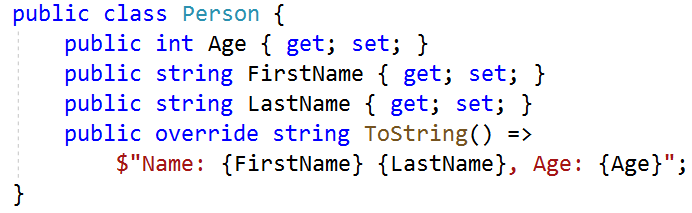 public class Person {
    public int Age { get; set; }
    public string FirstName { get; set; }
    public string LastName { get; set; }
    public override string ToString() =>
        $"Name: {FirstName} {LastName}, Age: {Age}";
}